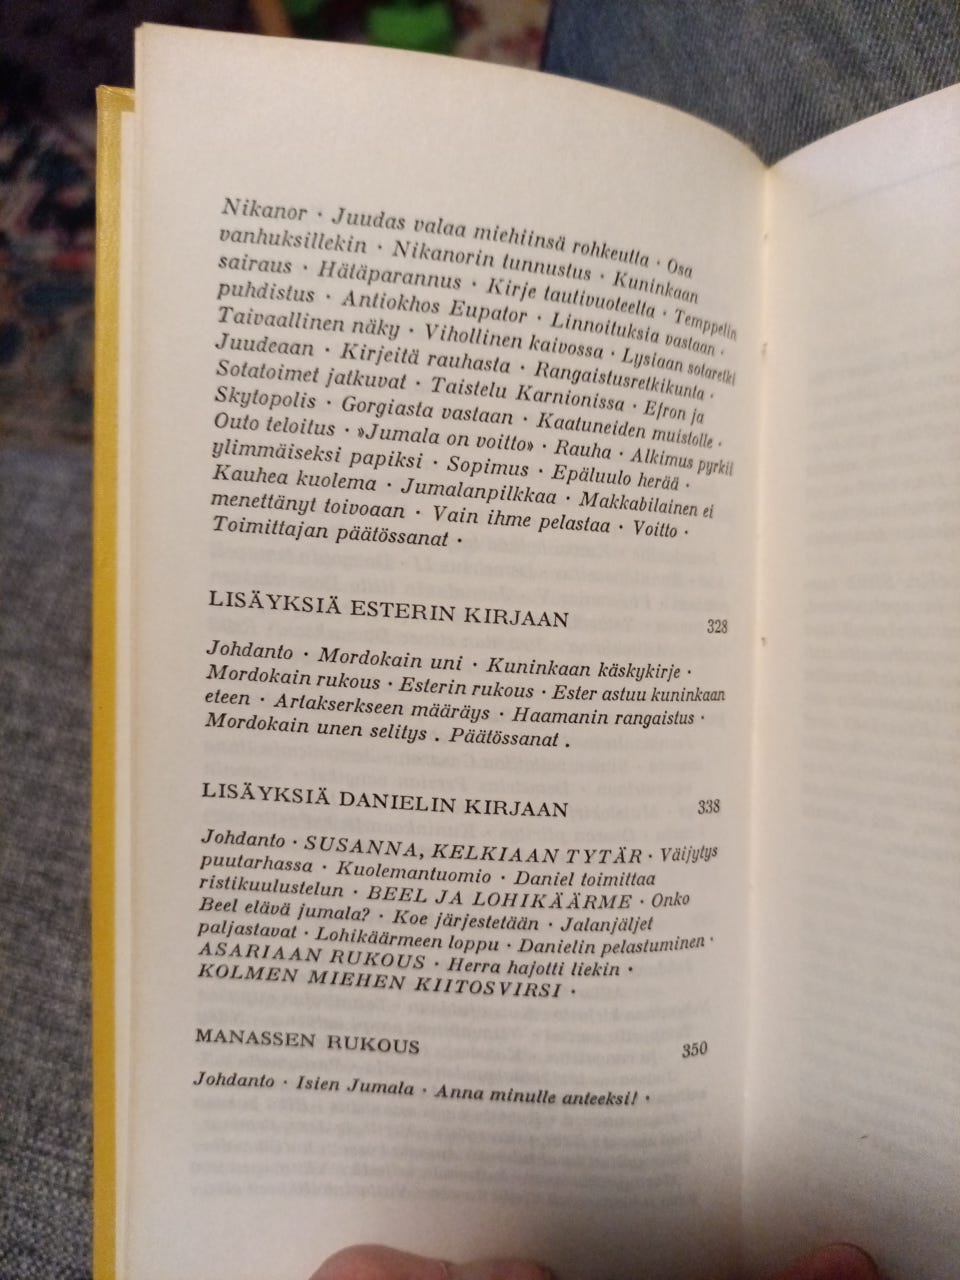 Nikanor · Juudas valaa miehiinsä rohkeutta · Osa
vanhuksillekin · Nikanorin tunnustus · Kuninkaan
sairaus · Hätäparannus · Kirje tautivuoteella · Temppelin
puhdistus · Antiokhos Eupator · Linnoituksia vastaan ·
Taivaallinen näky · Vihollinen kaivossa · Lysiaan sotaretki
Juudeaan · Kirjeitä rauhasta · Rangaistusretkikunta ·
Sotatoimet jatkuvat · Taistelu Karnionissa · Efron ja
Skytopolis · Gorgiasta vastaan · Kaatuneiden muistolle ·
Outo teloitus · »Jumala on voitto» · Rauha · Alkimus pyrkii
ylimmäiseksi papiksi · Sopimus · Epäluulo herää ·
Kauhea kuolema · Jumalanpilkkaa · Makkabilainen ei
menettänyt toivoaan · Vain ihme pelastaa · Voitto ·
Toimittajan päätössanat ·
LISÄYKSIÄ ESTERIN KIRJAAN 328
Johdanto · Mordokain uni · Kuninkaan käskykirje ·
Mordokain rukous · Esterin rukous · Ester astuu kuninkaan
eteen · Artakserkseen määräys · Haamanin rangaistus ·
Mordokain unen selitys . Päätössanat .
LISÄYKSIÄ DANIELIN KIRJAAN 338
Johdanto · SUSANNA, KELKIAAN TYTÄR · Väijytys
puutarhassa · Kuolemantuomio · Daniel toimittaa
ristikuulustelun · BEEL JA LOHIKÄÄRME · Onko
Beel elävä jumala? · Koe järjestetään · Jalanjäljet
paljastavat · Lohikäärmeen loppu · Danielin pelastuminen ·
ASARIAAN RUKOUS · Herra hajotti liekin ·
KOLMEN MIEHEN KIITOSVIRSI ·
MANASSEN RUKOUS 350
Johdanto · Isien Jumala · Anna minulle anteeksi! ·